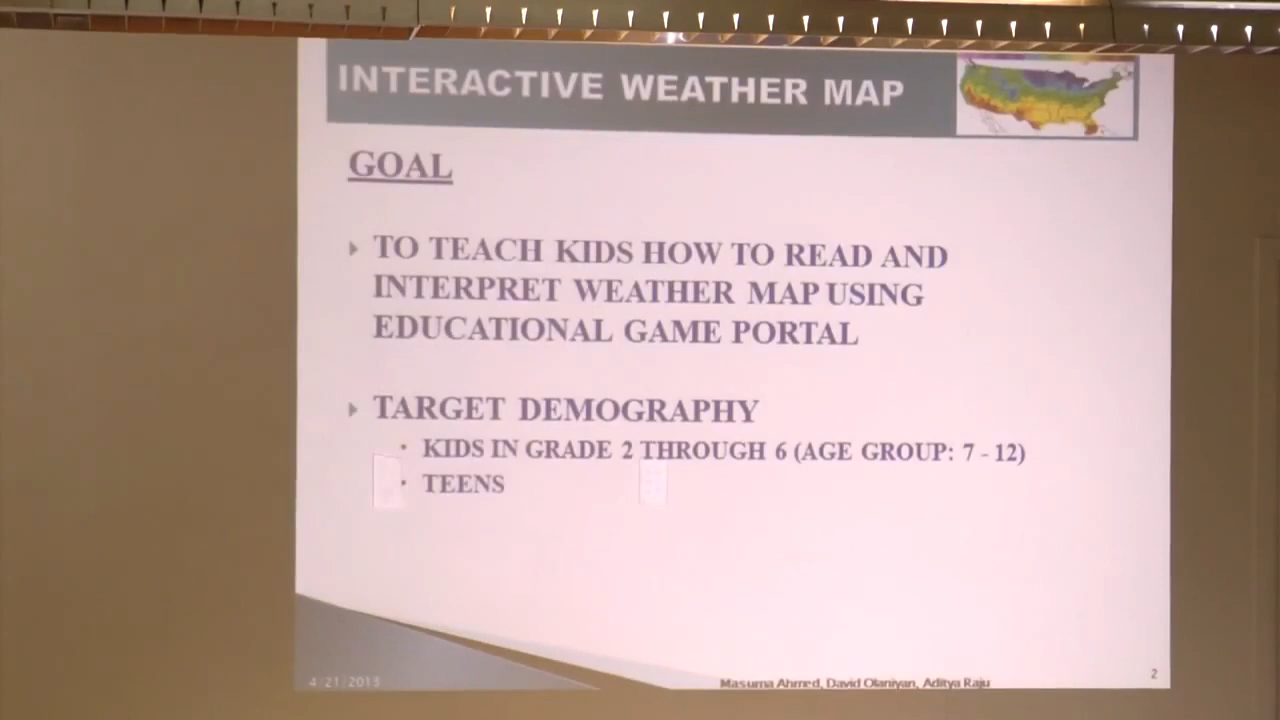 INTERACTIVE WEATHER MAP
GOAL
TO TEACH KIDS HOW TO READ AND
INTERPRET WEATHER MAP USING
EDUCATIONAL GAME PORTAL
TARGET DEMOGRAPHY
KIDS IN GRADE 2 THROUGH 6 (AGE GROUP: 7 - 12)
TEENS
4/21/2013
Masuma Ahmed, David Olaniyan, Aditya Raju
2